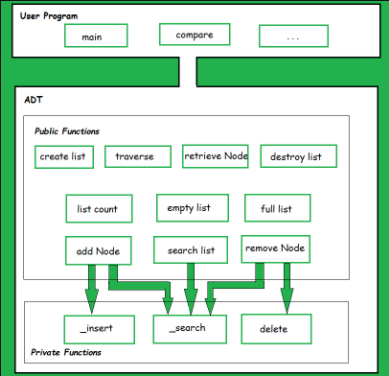 User Program
main
compare
...
ADT
Public Functions
create list
traverse
retrieve Node
destroy list
list count
empty list
full list
add Node
search list
remove Node
_insert
_search
delete
Private Functions